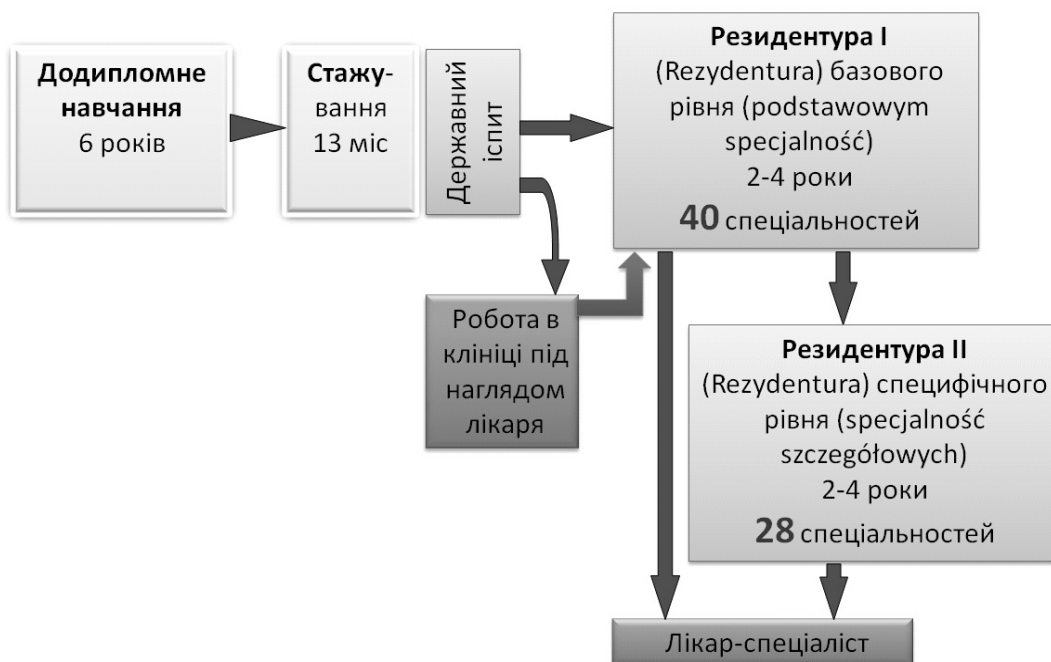 Додипломне
навчання
6 років
Стажу-
вання
13 міс
Державний
іспит
Резидентура I
(Rezydentura) базового
рівня (podstawowym
specjalność)
2-4 роки
40 спеціальностей
Робота в
клініці під
наглядом
лікаря
Резидентура II
(Rezydentura) специфічного
рівня (specjalność
szczegółowych)
2-4 роки
28 спеціальностей
Лікар-спеціаліст